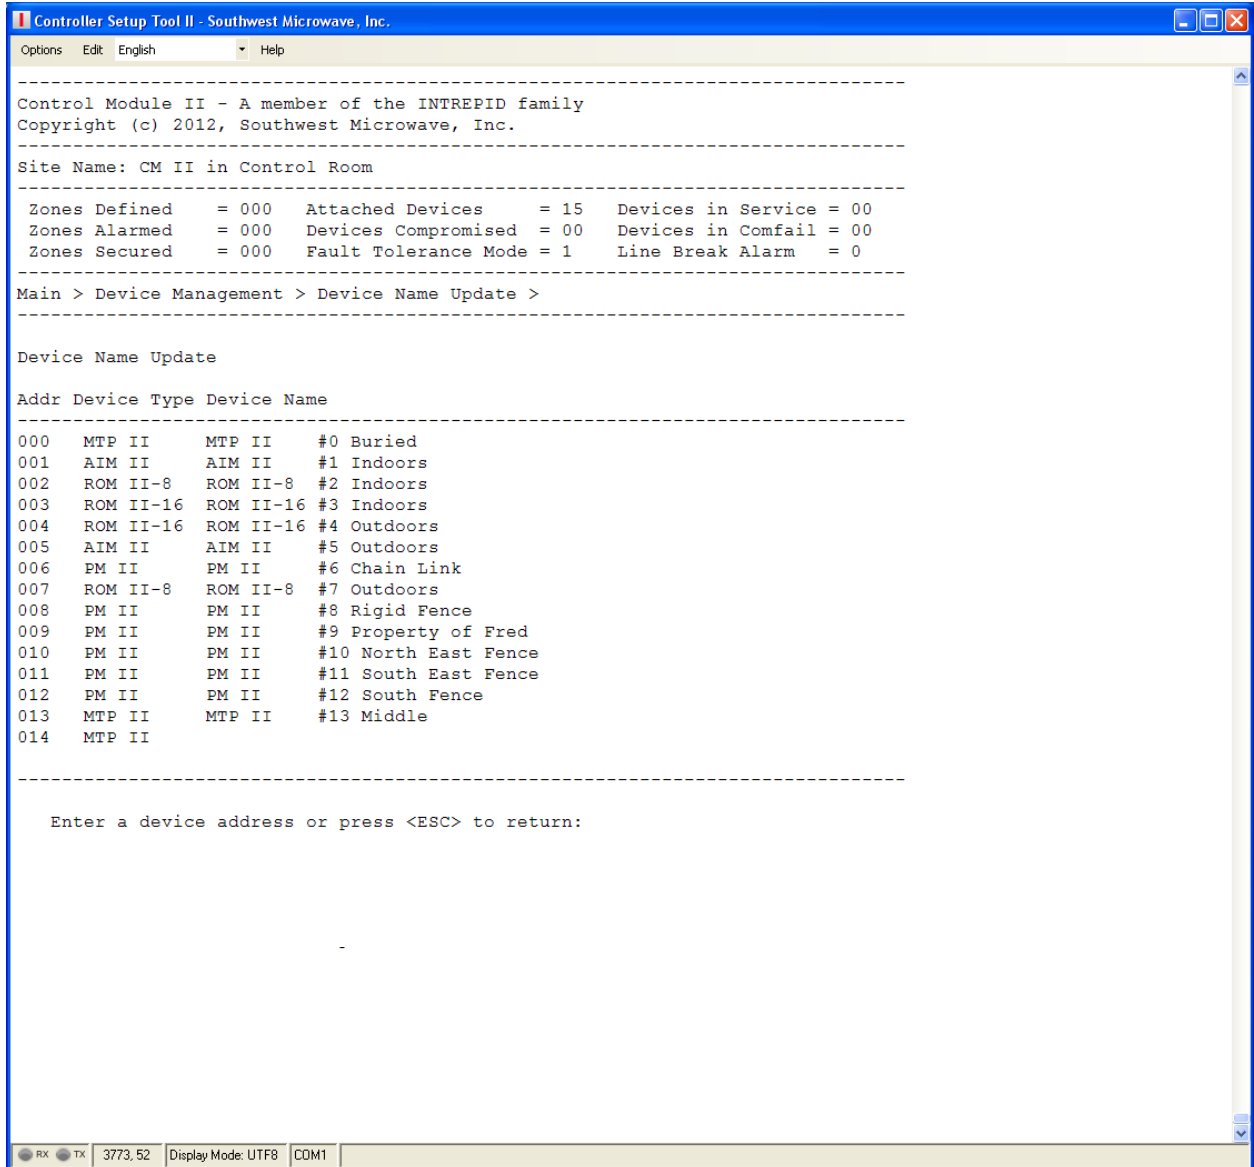 Controller Setup Tool II - Southwest Microwave, Inc.
Options Edit English Help
--------------------------------------------------------------------------------
Control Module II - A member of the INTREPID family
Copyright (c) 2012, Southwest Microwave, Inc.
--------------------------------------------------------------------------------
Site Name: CM II in Control Room
--------------------------------------------------------------------------------
Zones Defined = 000 Attached Devices = 15 Devices in Service = 00
Zones Alarmed = 000 Devices Compromised = 00 Devices in Comfail = 00
Zones Secured = 000 Fault Tolerance Mode = 1 Line Break Alarm = 0
--------------------------------------------------------------------------------
Main > Device Management > Device Name Update >
--------------------------------------------------------------------------------
Device Name Update
Addr Device Type Device Name
--------------------------------------------------------------------------------
000 MTP II MTP II #0 Buried
001 AIM II AIM II #1 Indoors
002 ROM II-8 ROM II-8 #2 Indoors
003 ROM II-16 ROM II-16 #3 Indoors
004 ROM II-16 ROM II-16 #4 Outdoors
005 AIM II AIM II #5 Outdoors
006 PM II PM II #6 Chain Link
007 ROM II-8 ROM II-8 #7 Outdoors
008 PM II PM II #8 Rigid Fence
009 PM II PM II #9 Property of Fred
010 PM II PM II #10 North East Fence
011 PM II PM II #11 South East Fence
012 PM II PM II #12 South Fence
013 MTP II MTP II #13 Middle
014 MTP II
--------------------------------------------------------------------------------
Enter a device address or press <ESC> to return:
-
RX TX 3773, 52 Display Mode: UTF8 COM1